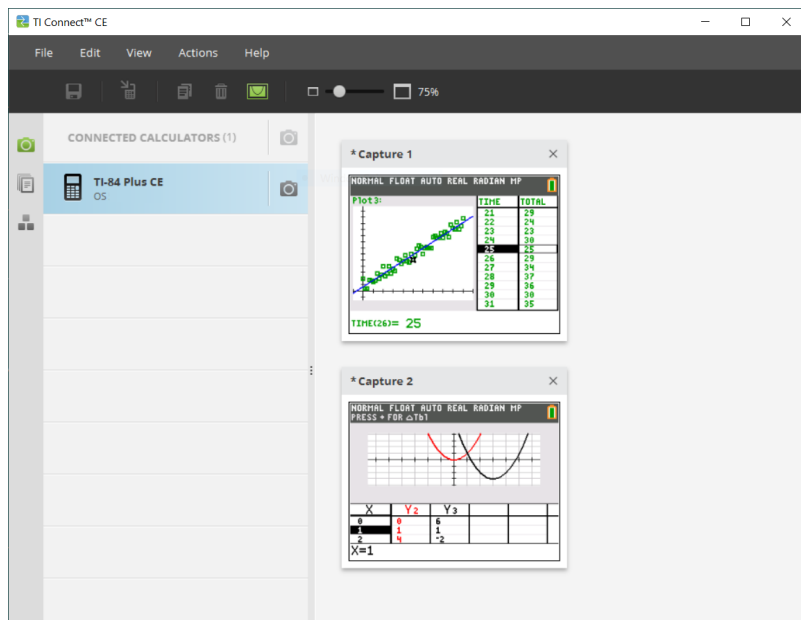 TI Connect™ CE
File Edit View Actions Help
75%
CONNECTED CALCULATORS (1)
TI-84 Plus CE
OS
*Capture 1
NORMAL FLOAT AUTO REAL RADIAN MP
Plot3:
TIME TOTAL
21 29
22 24
23 23
24 30
25 25
26 29
27 34
28 37
29 36
30 30
31 35
TIME(26)= 25
*Capture 2
NORMAL FLOAT AUTO REAL RADIAN MP
PRESS + FOR △Tbl
X Y2 Y3
0 0 6
1 1 1
2 4 -2
X=1